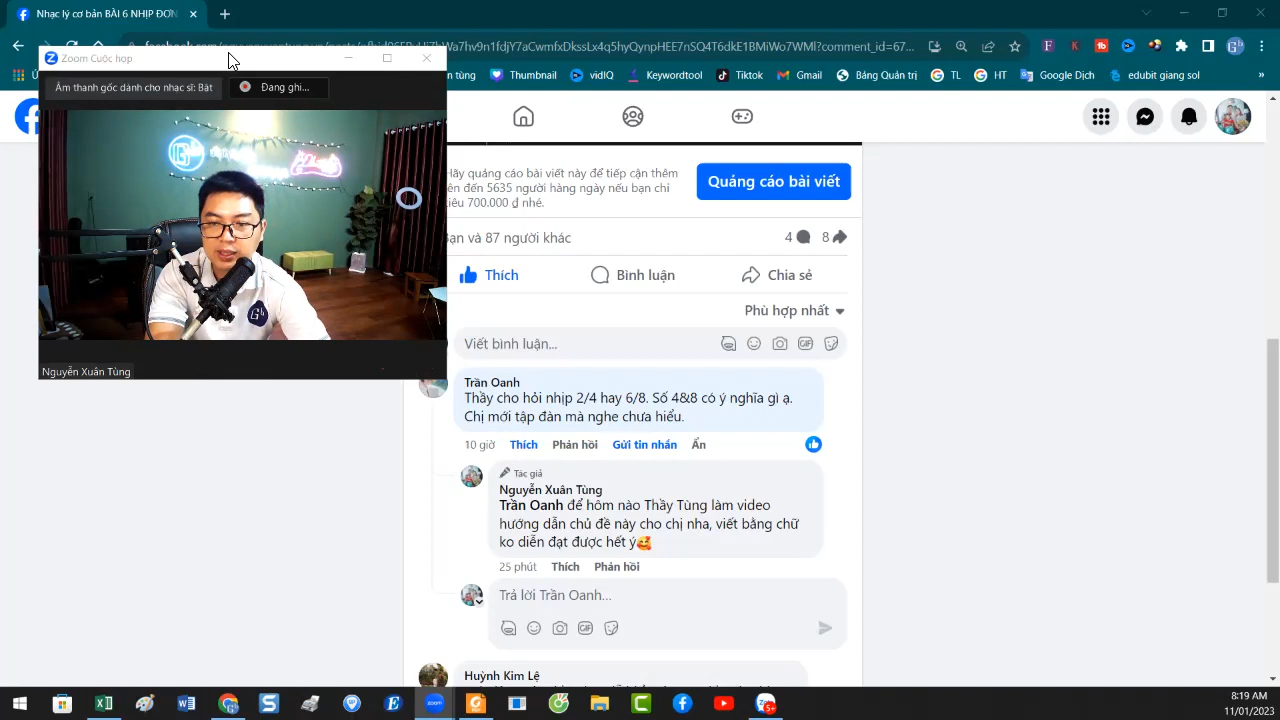 Nhạc lý cơ bản BÀI 6 NHỊP ĐƠN
Zoom Cuộc họp
Âm thanh gốc dành cho nhạc sĩ: Bật
Đang ghi...
Thumbnail
vidIQ
Keywordtool
Tiktok
Gmail
Bảng Quản trị
TL
HT
Google Dịch
edubit giang sol
»
Hãy quảng cáo bài viết này để tiếp cận thêm
đến 5635 người hàng ngày nếu bạn chi
tiêu 700.000 ₫ nhé.
Quảng cáo bài viết
Bạn và 87 người khác
4
8
Thích
Bình luận
Chia sẻ
Phù hợp nhất
Viết bình luận...
Nguyễn Xuân Tùng
Trần Oanh
Thầy cho hỏi nhịp 2/4 hay 6/8. Số 4&8 có ý nghĩa gì ạ.
Chị mới tập đàn mà nghe chưa hiểu.
10 giờ Thích Phản hồi Gửi tin nhắn Ẩn
Tác giả
Nguyễn Xuân Tùng
Trần Oanh để hôm nào Thầy Tùng làm video
hướng dẫn chủ đề này cho chị nha, viết bằng chữ
ko diễn đạt được hết ý🥰
25 phút Thích Phản hồi
Trả lời Trần Oanh...
Huỳnh Kim Lệ
8:19 AM
11/01/2023